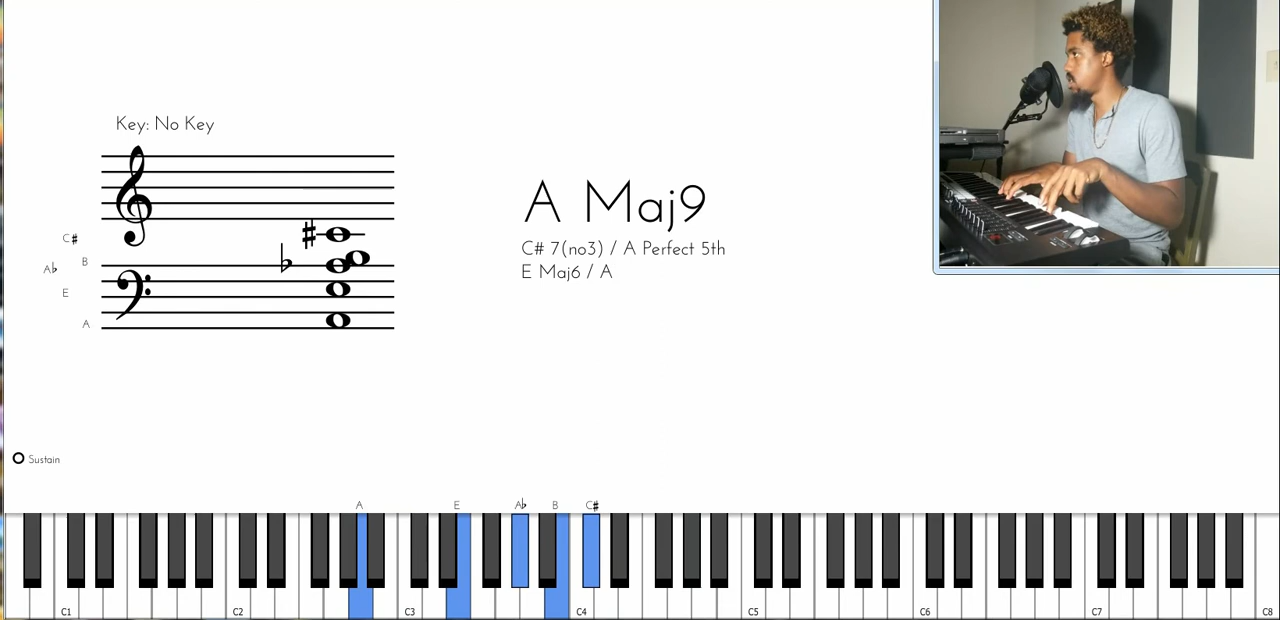 Key: No Key
A Maj9
C# 7(no3) / A Perfect 5th
E Maj6 / A
C♯
B
A♭
E
A
Sustain
A E A♭ B C♯
C1 C2 C3 C4 C5 C6 C7 C8